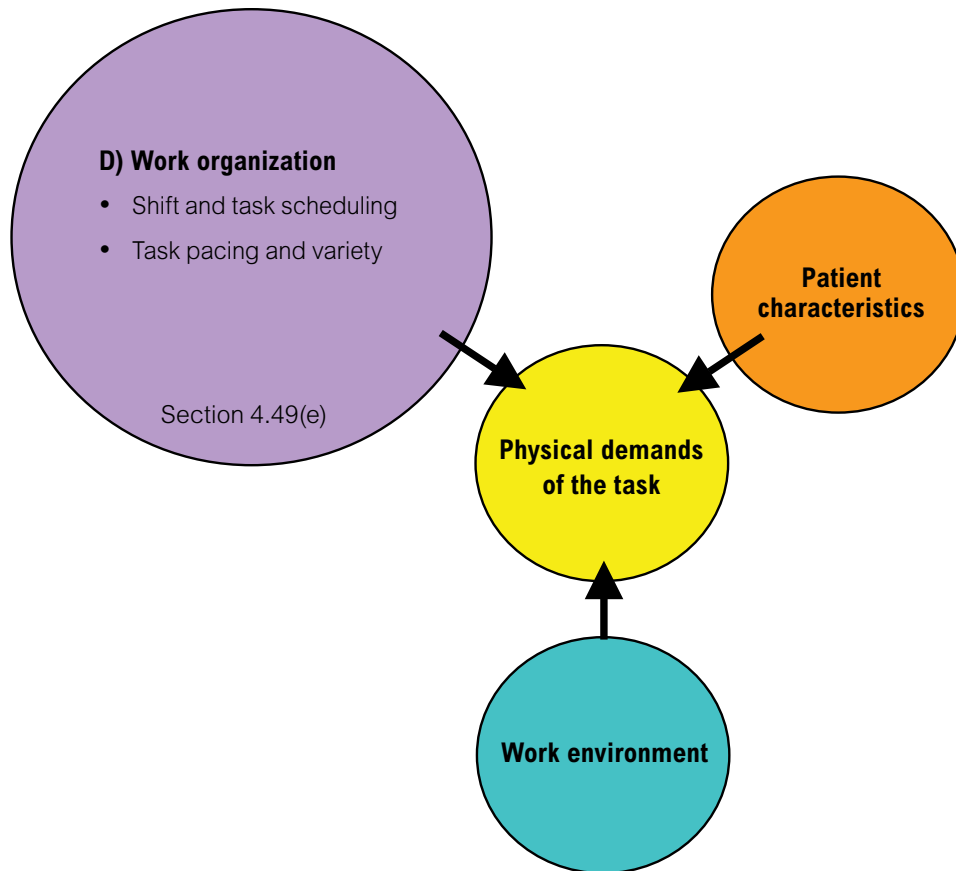 D) Work organization
• Shift and task scheduling
• Task pacing and variety
Section 4.49(e)
Patient
characteristics
Physical demands
of the task
Work environment